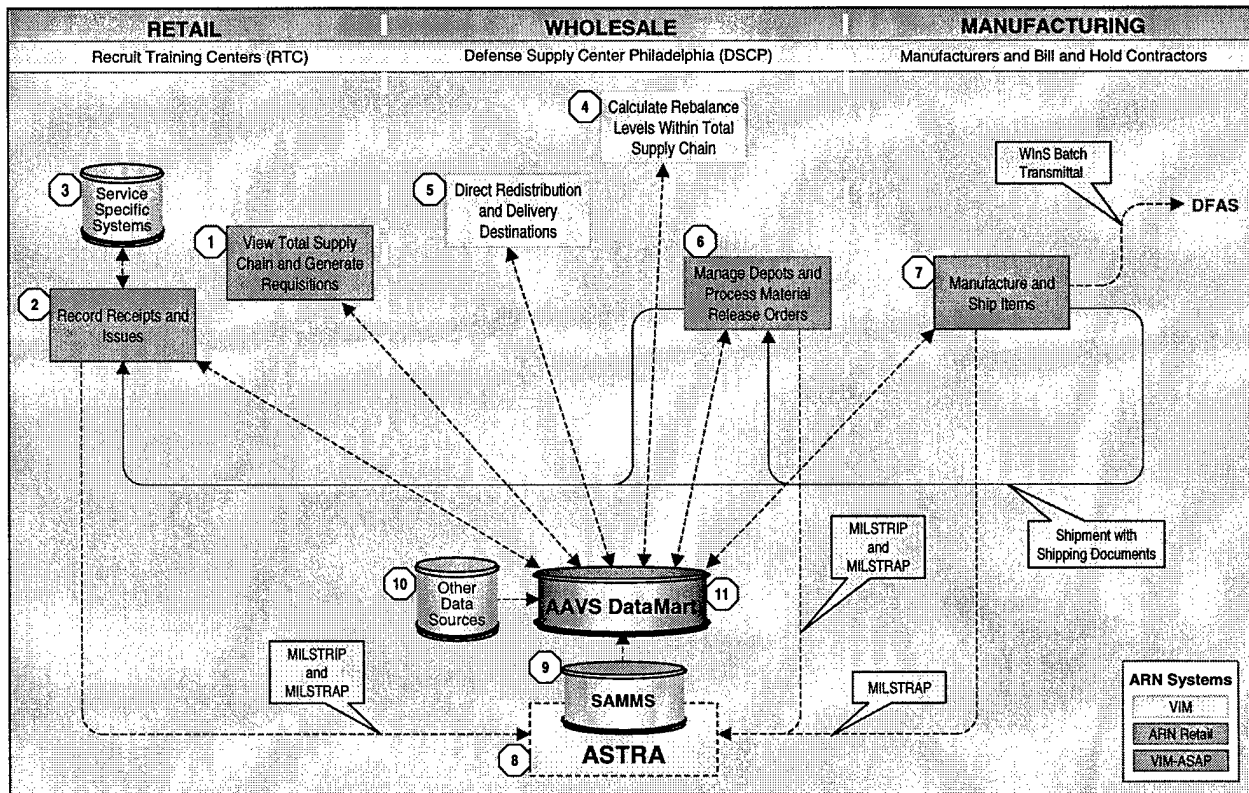 RETAIL
WHOLESALE
MANUFACTURING
Recruit Training Centers (RTC)
Defense Supply Center Philadelphia (DSCP)
Manufacturers and Bill and Hold Contractors
4
Calculate Rebalance
Levels Within Total
Supply Chain
WInS Batch
Transmittal
3
Service
Specific
Systems
5
Direct Redistribution
and Delivery
Destinations
DFAS
1
View Total Supply
Chain and Generate
Requisitions
6
Manage Depots and
Process Material
Release Orders
7
Manufacture and
Ship Items
2
Record Receipts and
Issues
Shipment with
Shipping Documents
MILSTRIP
and
MILSTRAP
10
Other
Data
Sources
AAVS DataMart
11
MILSTRIP
and
MILSTRAP
9
SAMMS
MILSTRAP
8
ASTRA
ARN Systems
VIM
ARN Retail
VIM-ASAP